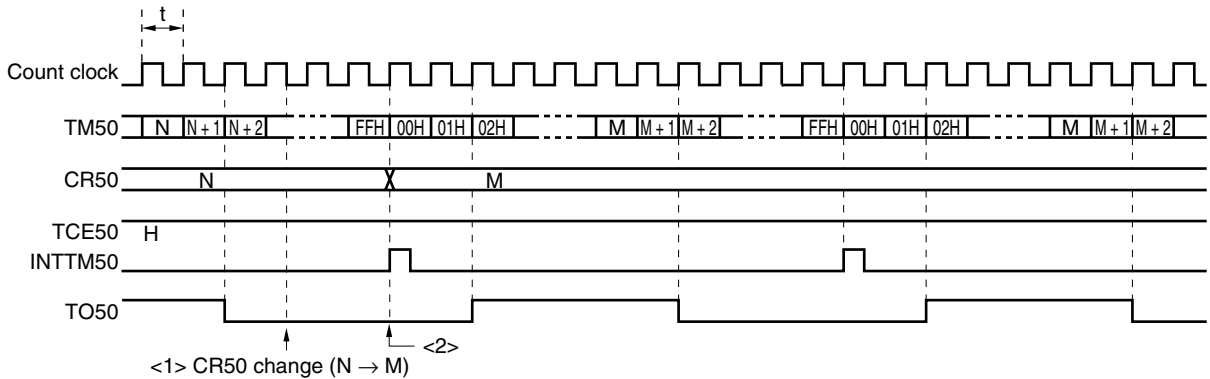 t
Count clock
TM50 N N + 1 N + 2 FFH 00H 01H 02H M M + 1 M + 2 FFH 00H 01H 02H M M + 1 M + 2
CR50 N M
TCE50
H
INTTM50
TO50
<2>
<1> CR50 change (N → M)